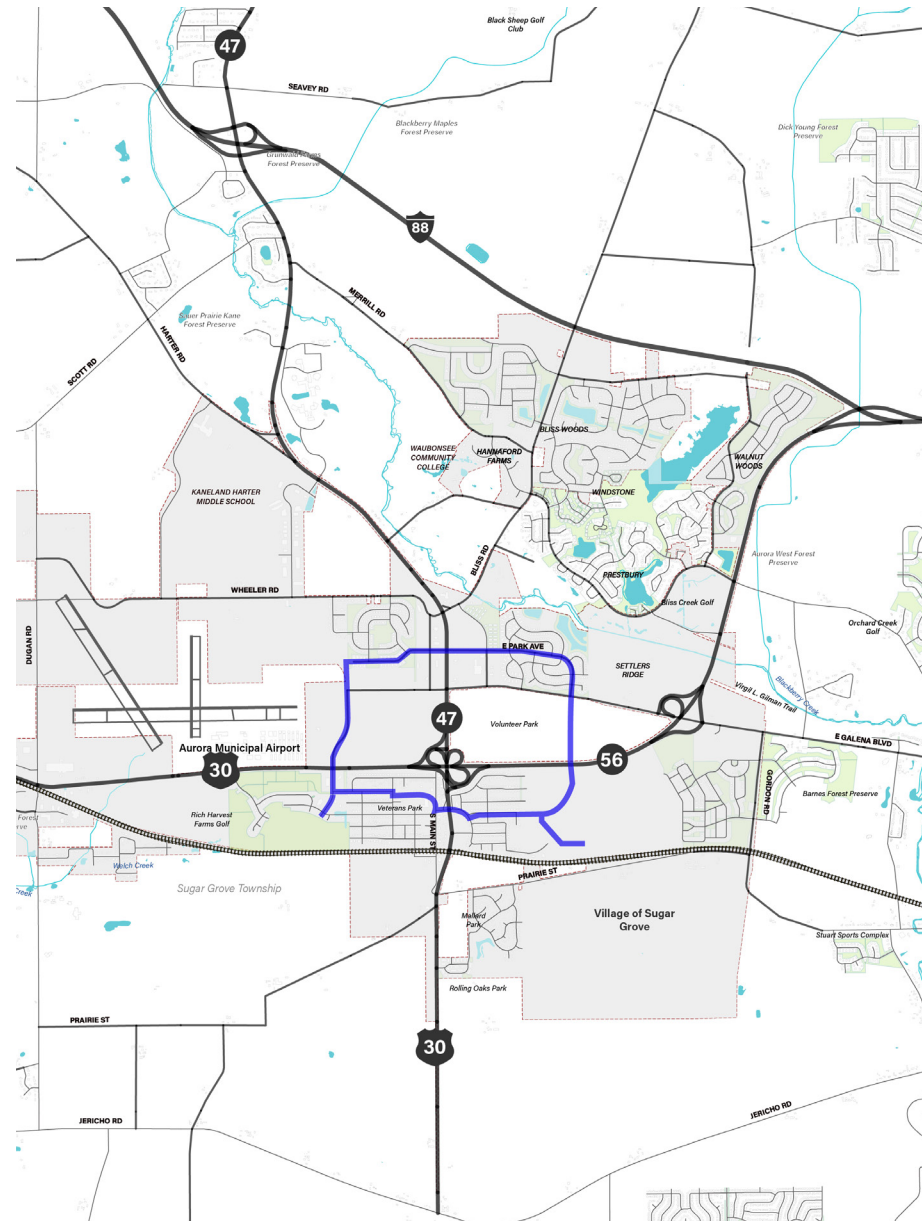 Black Sheep Golf
Club
47
SEAVEY RD
Blackberry Maples
Forest Preserve
Dick Young Forest
Preserve
Forest Preserve
88
MERRILL RD
Prairie Kane
Forest Preserve
HARTER RD
SCOTT RD
BLISS WOODS
WAUBONSEE
COMMUNITY
COLLEGE
HANNAFORD
FARMS
WALNUT
WOODS
KANELAND HARTER
MIDDLE SCHOOL
WINDSTONE
BLISS RD
Aurora West Forest
Preserve
PRESTBURY
WHEELER RD
Bliss Creek Golf
Orchard Creek
Golf
DUGAN RD
E PARK AVE
SETTLERS
RIDGE
Blackberry Creek
Virgil L. Gilman Trail
47
Volunteer Park
E GALENA BLVD
Aurora Municipal Airport
30
56
GORDON RD
Barnes Forest Preserve
Rich Harvest
Farms Golf
Veterans Park
S MAIN ST
Forest
rve
Welch Creek
Creek
PRAIRIE ST
Sugar Grove Township
Mallard
Park
Village of Sugar
Grove
Stuart Sports Complex
Rolling Oaks Park
PRAIRIE ST
30
JERICHO RD
JERICHO RD